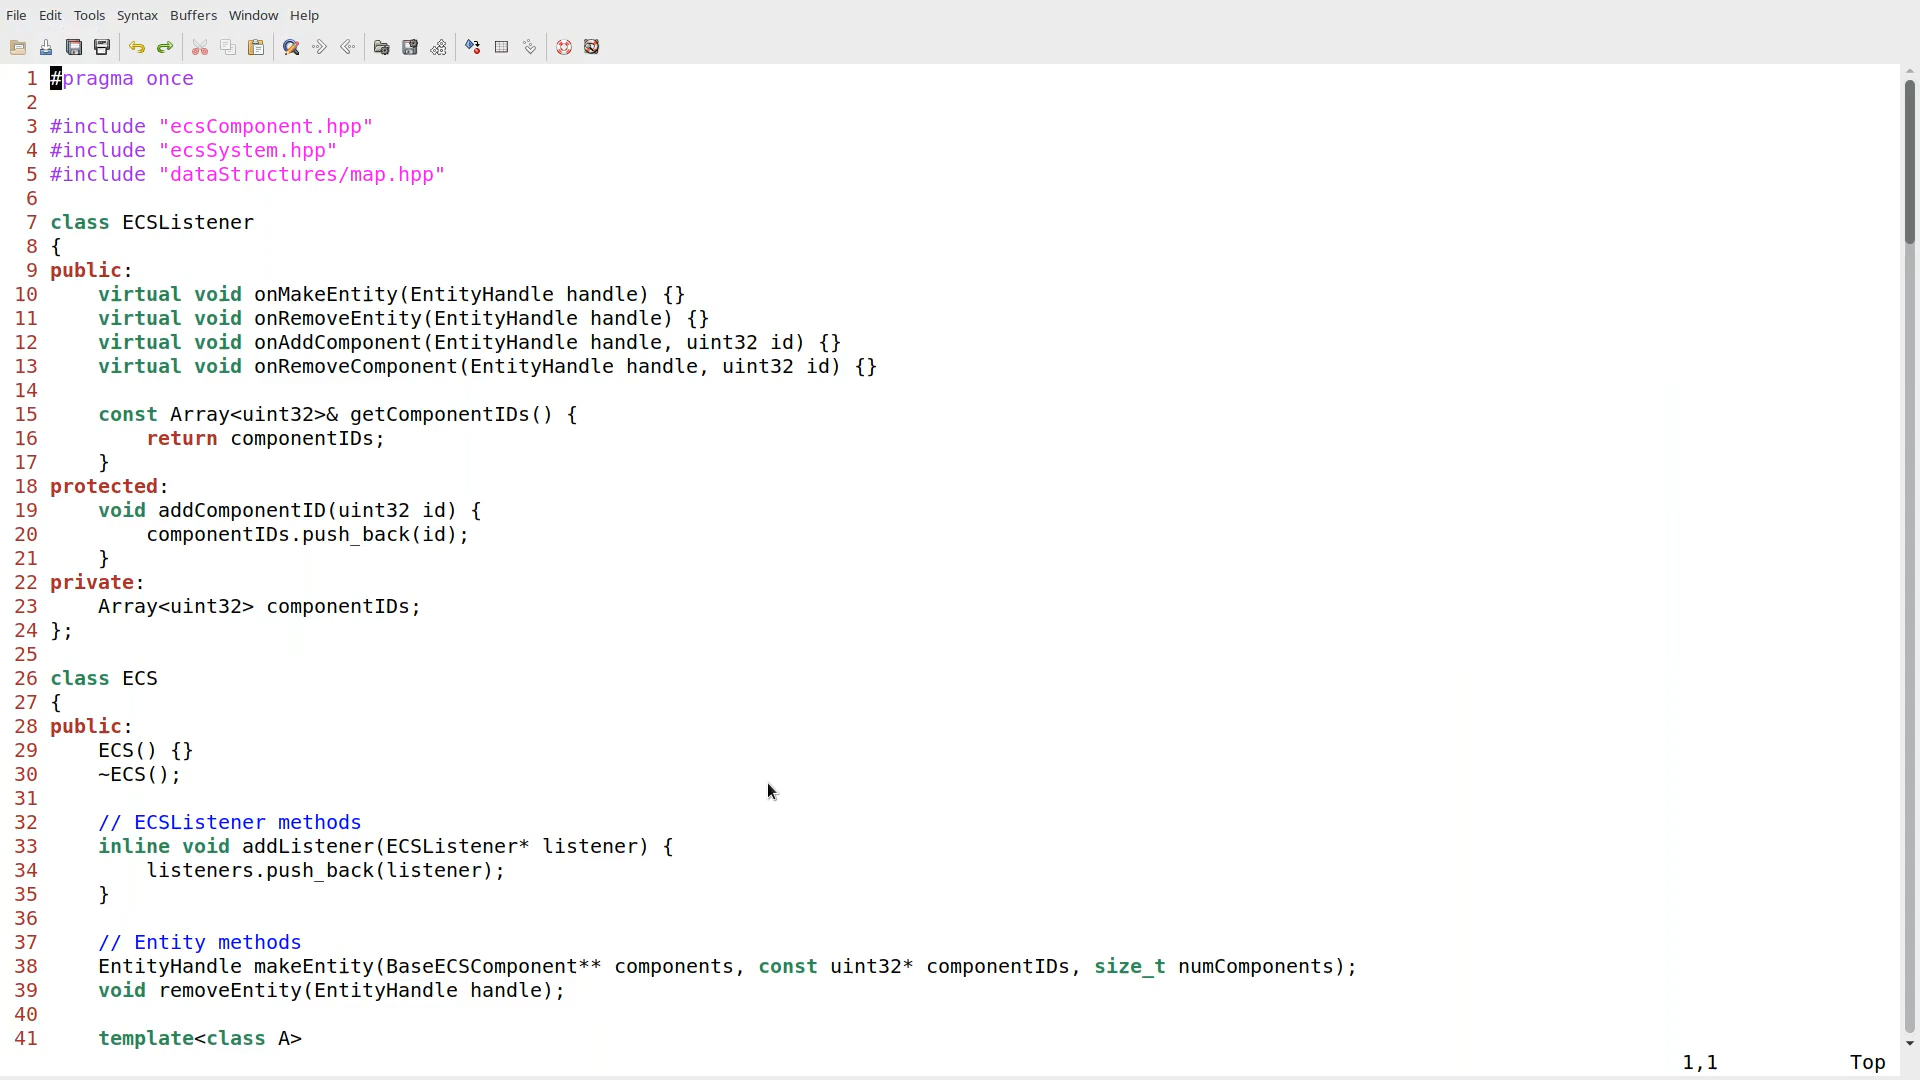 File Edit Tools Syntax Buffers Window Help
1 #pragma once
2
3 #include "ecsComponent.hpp"
4 #include "ecsSystem.hpp"
5 #include "dataStructures/map.hpp"
6
7 class ECSListener
8 {
9 public:
10     virtual void onMakeEntity(EntityHandle handle) {}
11     virtual void onRemoveEntity(EntityHandle handle) {}
12     virtual void onAddComponent(EntityHandle handle, uint32 id) {}
13     virtual void onRemoveComponent(EntityHandle handle, uint32 id) {}
14
15     const Array<uint32>& getComponentIDs() {
16         return componentIDs;
17     }
18 protected:
19     void addComponentID(uint32 id) {
20         componentIDs.push_back(id);
21     }
22 private:
23     Array<uint32> componentIDs;
24 };
25
26 class ECS
27 {
28 public:
29     ECS() {}
30     ~ECS();
31
32     // ECSListener methods
33     inline void addListener(ECSListener* listener) {
34         listeners.push_back(listener);
35     }
36
37     // Entity methods
38     EntityHandle makeEntity(BaseECSComponent** components, const uint32* componentIDs, size_t numComponents);
39     void removeEntity(EntityHandle handle);
40
41     template<class A>
1,1 Top